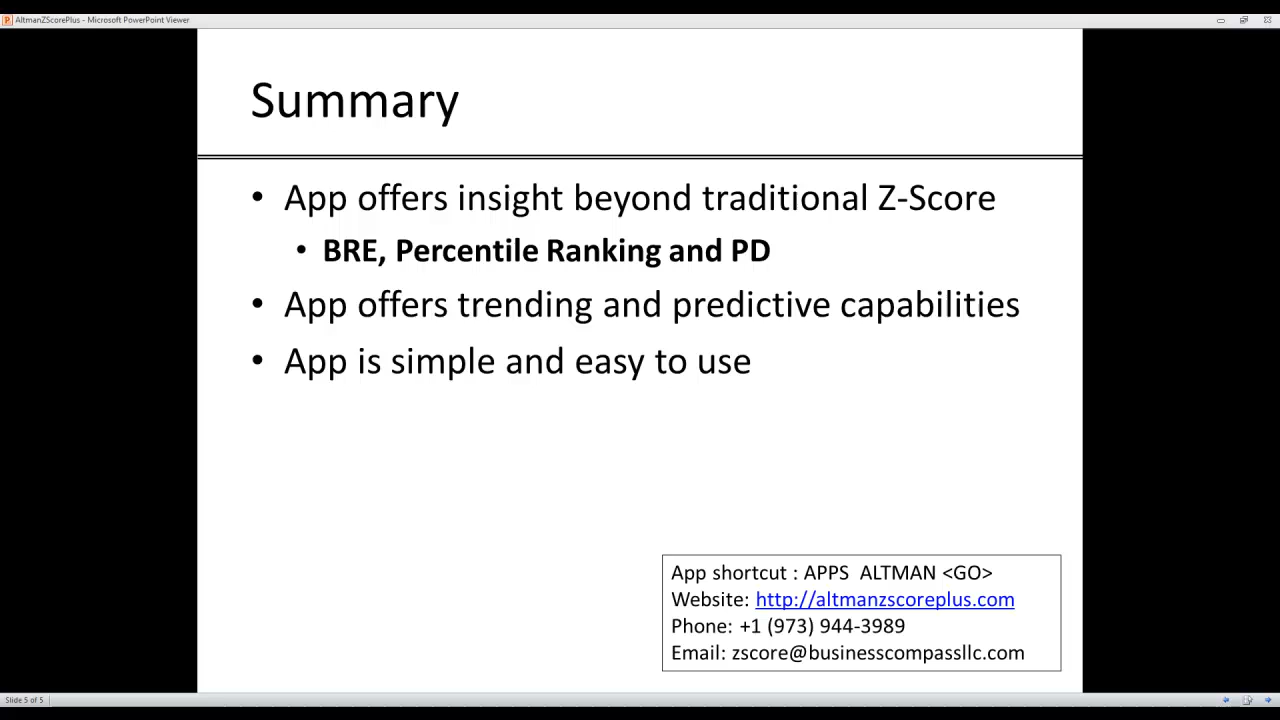 AltmanZScorePlus - Microsoft PowerPoint Viewer
Summary
• App offers insight beyond traditional Z-Score
• BRE, Percentile Ranking and PD
• App offers trending and predictive capabilities
• App is simple and easy to use
App shortcut : APPS  ALTMAN <GO>
Website: http://altmanzscoreplus.com
Phone: +1 (973) 944-3989
Email: zscore@businesscompassllc.com
Slide 5 of 5